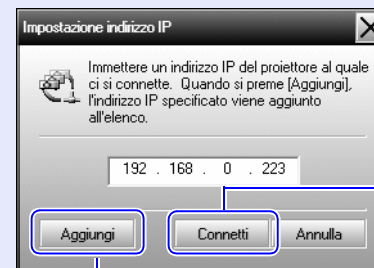 Impostazione indirizzo IP
Immettere un indirizzo IP del proiettore al quale
ci si connette. Quando si preme [Aggiungi],
l'indirizzo IP specificato viene aggiunto
all'elenco.
192 . 168 . 0 . 223
Aggiungi Connetti Annulla